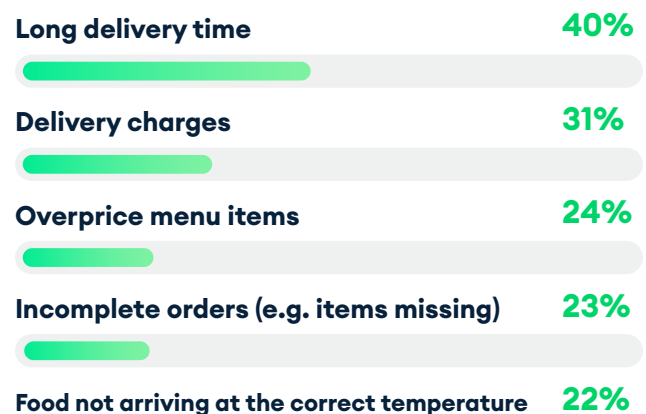 Long delivery time 40%
Delivery charges 31%
Overprice menu items 24%
Incomplete orders (e.g. items missing) 23%
Food not arriving at the correct temperature 22%